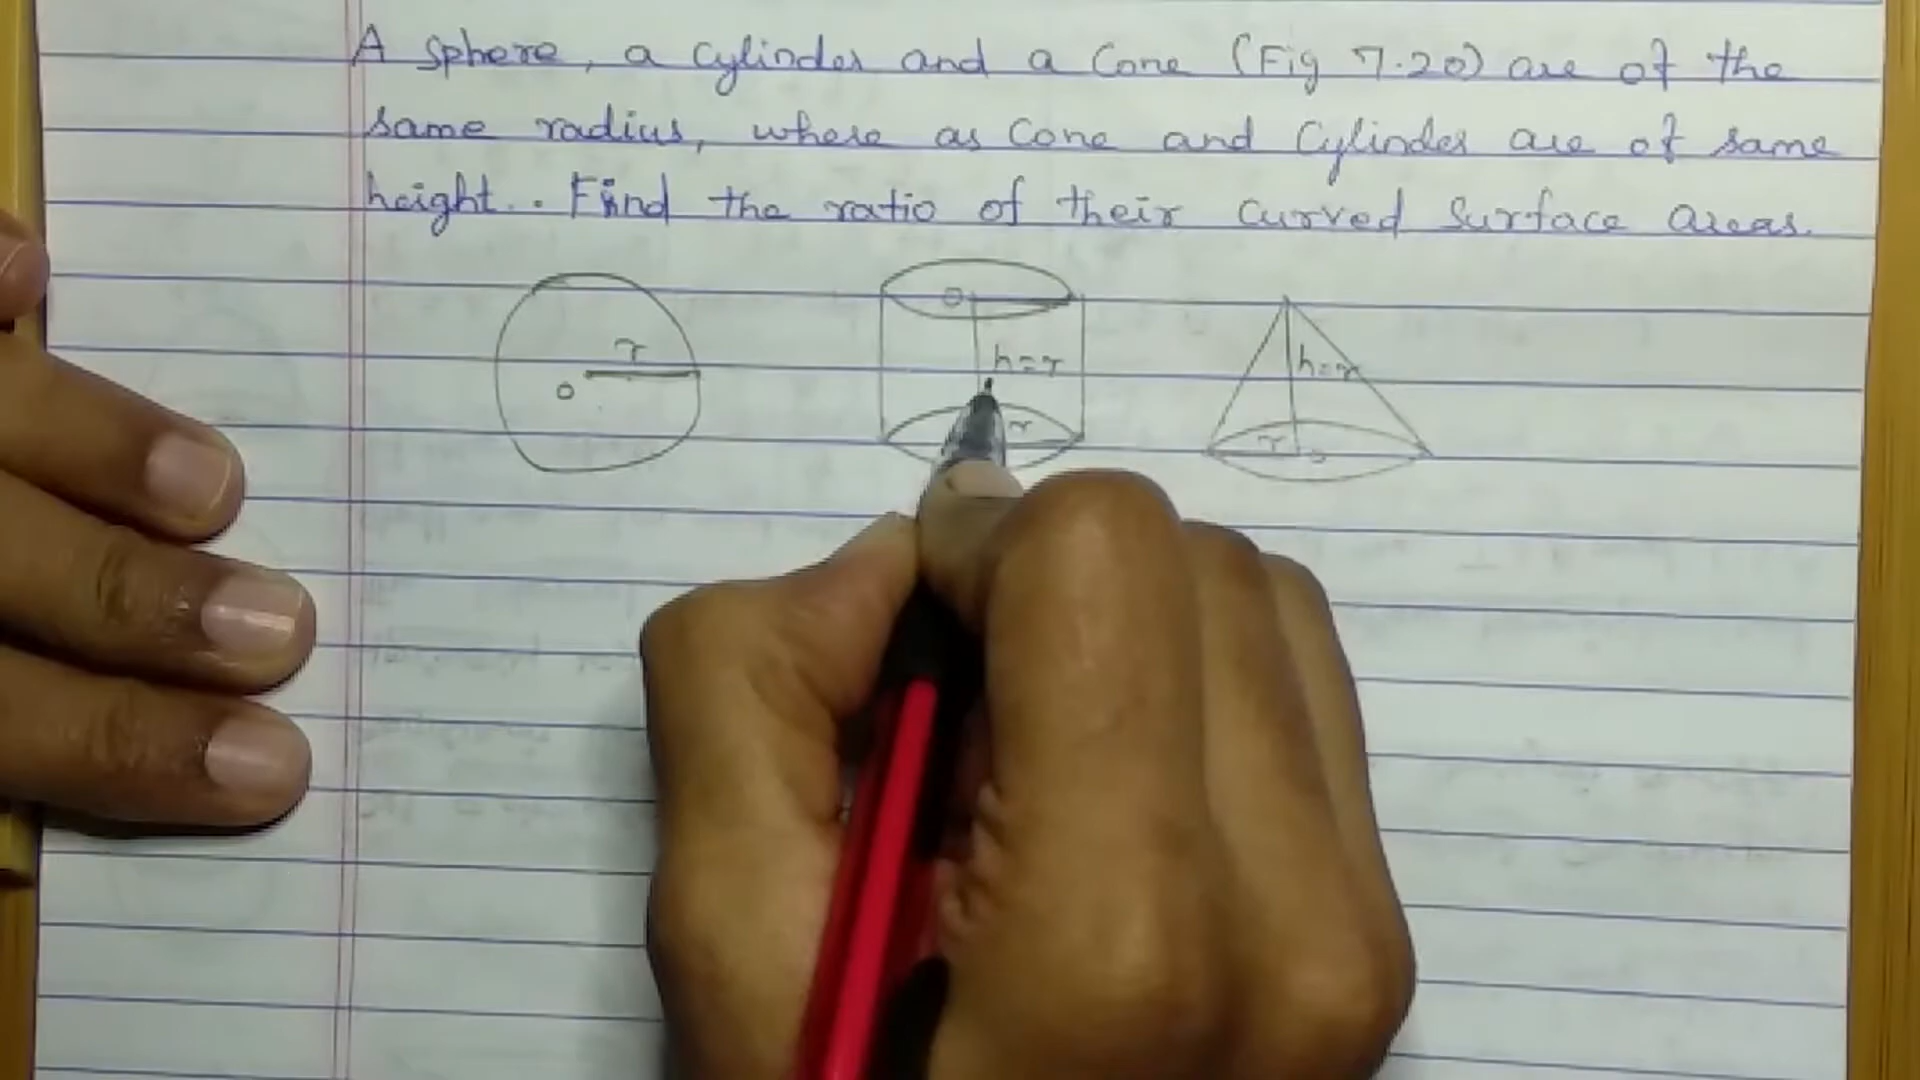 A Sphere, a Cylinder and a Cone (Fig 7.20) are of the
same radius, where as Cone and Cylinder are of same
height.. Find the ratio of their Curved Surface areas.
r
O
O
h=r
r
h=r
r
O